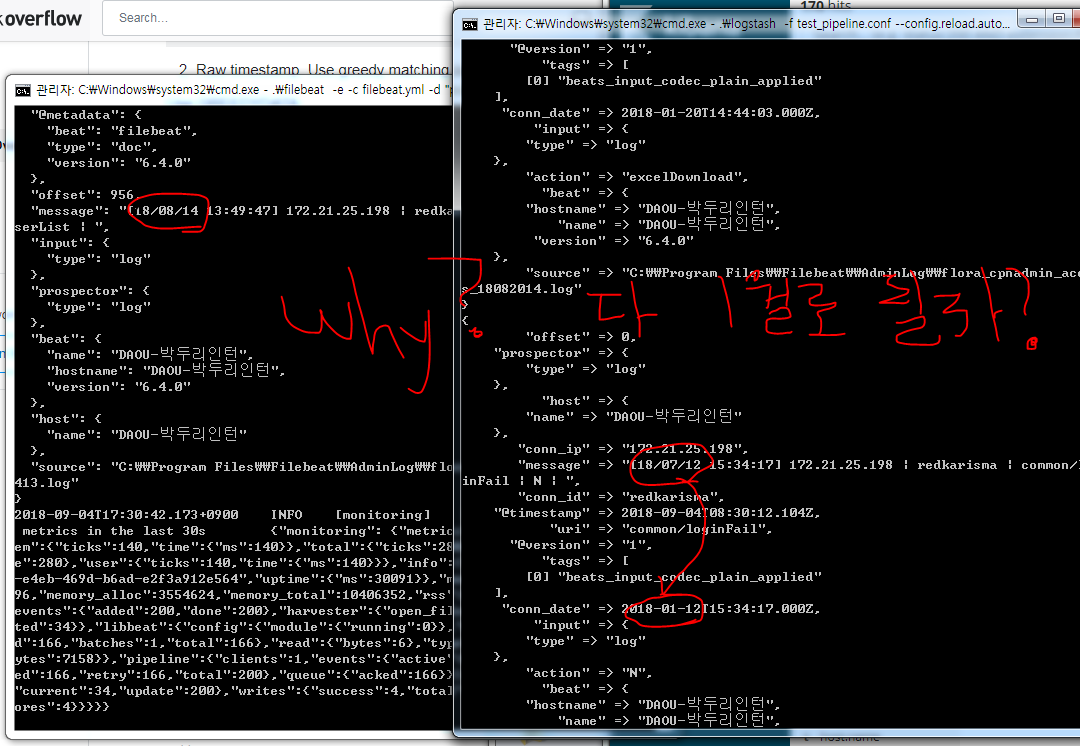 overflow
Search...
170 hits
2. Raw timestamp. Use greedy matching
관리자: C:₩Windows₩system32₩cmd.exe - .₩filebeat -e -c filebeat.yml -d "p
"@metadata": {
"beat": "filebeat",
"type": "doc",
"version": "6.4.0"
},
"offset": 956,
"message": "[18/08/14 13:49:47] 172.21.25.198 | redka
serList | ",
"input": {
"type": "log"
},
"prospector": {
"type": "log"
},
"beat": {
"name": "DAOU-박두리인턴",
"hostname": "DAOU-박두리인턴",
"version": "6.4.0"
},
"host": {
"name": "DAOU-박두리인턴"
},
"source": "C:₩₩Program Files₩₩Filebeat₩₩AdminLog₩₩flo
413.log"
}
2018-09-04T17:30:42.173+0900 INFO [monitoring]
metrics in the last 30s {"monitoring": {"metric
em":{"ticks":140,"time":{"ms":140}},"total":{"ticks":28
e":280},"user":{"ticks":140,"time":{"ms":140}}},"info":
-e4eb-469d-b6ad-e2f3a912e564","uptime":{"ms":30091}},"m
96,"memory_alloc":3554624,"memory_total":10406352,"rss"
events":{"added":200,"done":200},"harvester":{"open_fil
ted":34}},"libbeat":{"config":{"module":{"running":0}},
d":166,"batches":1,"total":166},"read":{"bytes":6},"typ
ytes":7158}},"pipeline":{"clients":1,"events":{"active"
ed":166,"retry":166,"total":200},"queue":{"acked":166}}
"current":34,"update":200},"writes":{"success":4,"total
ores":4}}}}}
관리자: C:₩Windows₩system32₩cmd.exe - .₩logstash -f test_pipeline.conf --config.reload.auto...
"@version" => "1",
"tags" => [
[0] "beats_input_codec_plain_applied"
],
"conn_date" => 2018-01-20T14:44:03.000Z,
"input" => {
"type" => "log"
},
"action" => "excelDownload",
"beat" => {
"hostname" => "DAOU-박두리인턴",
"name" => "DAOU-박두리인턴",
"version" => "6.4.0"
},
"source" => "C:₩₩Program Files₩₩Filebeat₩₩AdminLog₩₩flora_cpnadmin_acc
s_18082014.log"
}
{
"offset" => 0,
"prospector" => {
"type" => "log"
},
"host" => {
"name" => "DAOU-박두리인턴"
},
"conn_ip" => "172.21.25.198",
"message" => "[18/07/12 15:34:17] 172.21.25.198 | redkarisma | common/l
inFail | N | ",
"conn_id" => "redkarisma",
"@timestamp" => 2018-09-04T08:30:12.104Z,
"uri" => "common/loginFail",
"@version" => "1",
"tags" => [
[0] "beats_input_codec_plain_applied"
],
"conn_date" => 2018-01-12T15:34:17.000Z,
"input" => {
"type" => "log"
},
"action" => "N",
"beat" => {
"hostname" => "DAOU-박두리인턴",
"name" => "DAOU-박두리인턴",
Why?
다 1월로 될까?
hostname